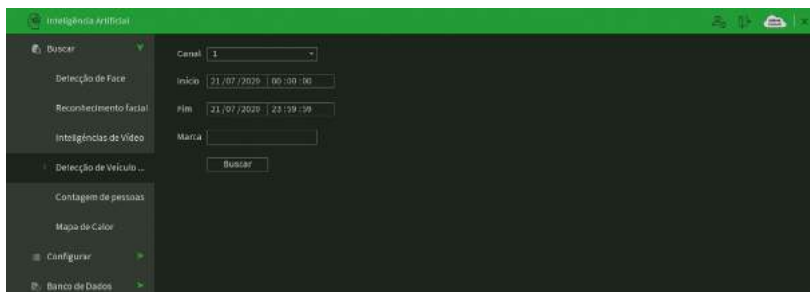 Inteligência Artificial
Buscar
Detecção de Face
Reconhecimento facial
Inteligências de Vídeo
Detecção de Veículo ...
Contagem de pessoas
Mapa de Calor
Configurar
Banco de Dados
Canal 1
Início 21/07/2020 00:00:00
Fim 21/07/2020 23:59:59
Marca
Buscar